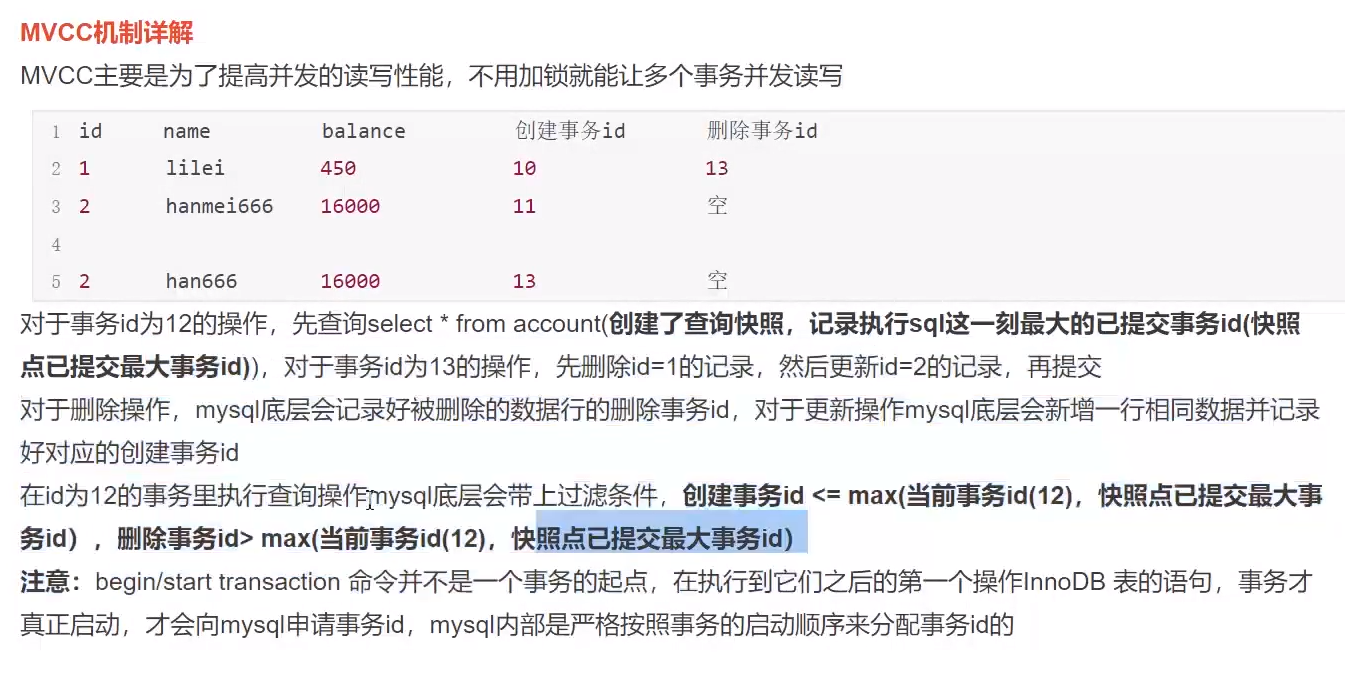 MVCC机制详解
MVCC主要是为了提高并发的读写性能，不用加锁就能让多个事务并发读写
1 id name balance 创建事务id 删除事务id
2 1 lilei 450 10 13
3 2 hanmei666 16000 11 空
4
5 2 han666 16000 13 空
对于事务id为12的操作，先查询select * from account(创建了查询快照，记录执行sql这一刻最大的已提交事务id(快照
点已提交最大事务id))，对于事务id为13的操作，先删除id=1的记录，然后更新id=2的记录，再提交
对于删除操作，mysql底层会记录好被删除的数据行的删除事务id，对于更新操作mysql底层会新增一行相同数据并记录
好对应的创建事务id
在id为12的事务里执行查询操作mysql底层会带上过滤条件，创建事务id <= max(当前事务id(12)，快照点已提交最大事
务id），删除事务id> max(当前事务id(12)，快照点已提交最大事务id）
注意：begin/start transaction 命令并不是一个事务的起点，在执行到它们之后的第一个操作InnoDB 表的语句，事务才
真正启动，才会向mysql申请事务id，mysql内部是严格按照事务的启动顺序来分配事务id的